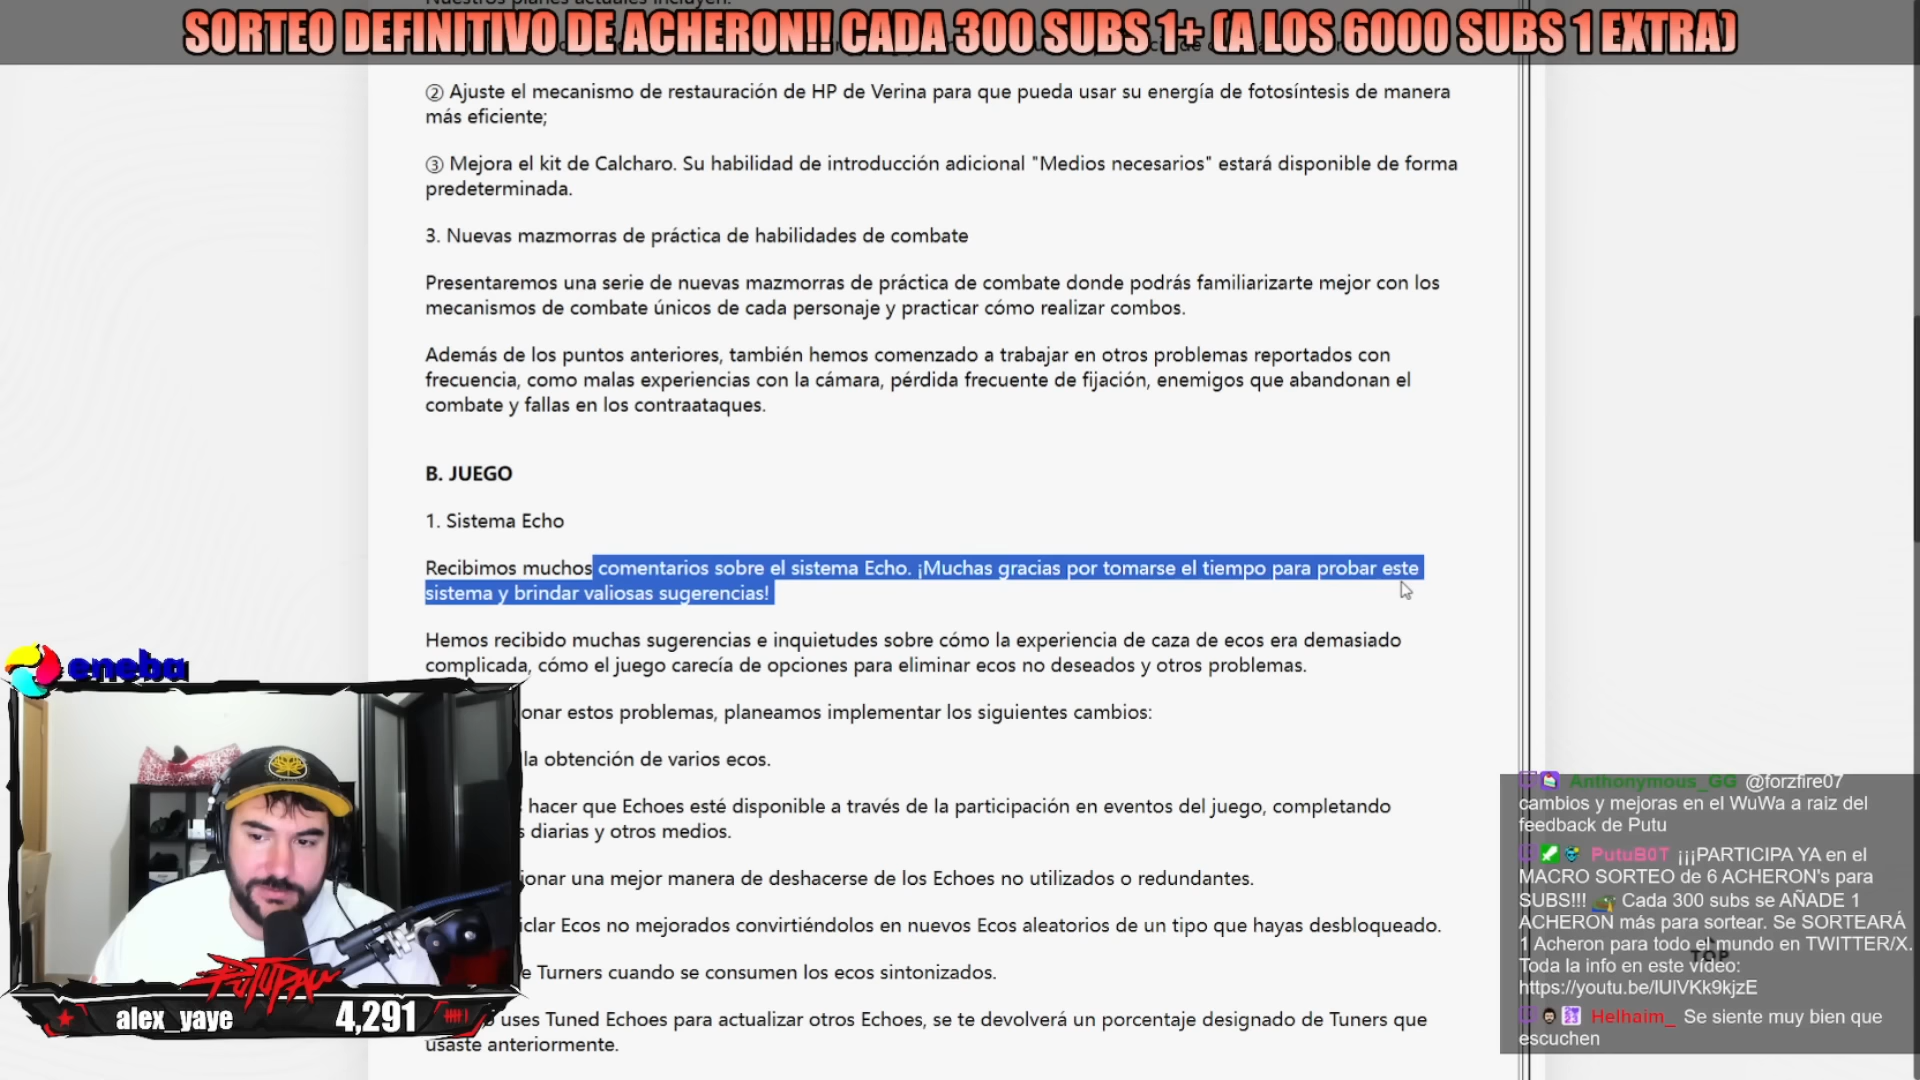 Nuestros planes actuales incluyen:
SORTEO DEFINITIVO DE ACHERON!! CADA 300 SUBS 1+ (A LOS 6000 SUBS 1 EXTRA)
② Ajuste el mecanismo de restauración de HP de Verina para que pueda usar su energía de fotosíntesis de manera
más eficiente;
③ Mejora el kit de Calcharo. Su habilidad de introducción adicional "Medios necesarios" estará disponible de forma
predeterminada.
3. Nuevas mazmorras de práctica de habilidades de combate
Presentaremos una serie de nuevas mazmorras de práctica de combate donde podrás familiarizarte mejor con los
mecanismos de combate únicos de cada personaje y practicar cómo realizar combos.
Además de los puntos anteriores, también hemos comenzado a trabajar en otros problemas reportados con
frecuencia, como malas experiencias con la cámara, pérdida frecuente de fijación, enemigos que abandonan el
combate y fallas en los contraataques.
B. JUEGO
1. Sistema Echo
Recibimos muchos comentarios sobre el sistema Echo. ¡Muchas gracias por tomarse el tiempo para probar este
sistema y brindar valiosas sugerencias!
Hemos recibido muchas sugerencias e inquietudes sobre cómo la experiencia de caza de ecos era demasiado
complicada, cómo el juego carecía de opciones para eliminar ecos no deseados y otros problemas.
onar estos problemas, planeamos implementar los siguientes cambios:
la obtención de varios ecos.
hacer que Echoes esté disponible a través de la participación en eventos del juego, completando
s diarias y otros medios.
ionar una mejor manera de deshacerse de los Echoes no utilizados o redundantes.
iclar Ecos no mejorados convirtiéndolos en nuevos Ecos aleatorios de un tipo que hayas desbloqueado.
e Turners cuando se consumen los ecos sintonizados.
uses Tuned Echoes para actualizar otros Echoes, se te devolverá un porcentaje designado de Tuners que
usaste anteriormente.
eneba
PUTUPAU
alex_yaye 4,291
Anthonymous_GG @forzfire07
cambios y mejoras en el WuWa a raiz del
feedback de Putu
PutuB0T ¡¡¡PARTICIPA YA en el
MACRO SORTEO de 6 ACHERON's para
SUBS!!! Cada 300 subs se AÑADE 1
ACHERON más para sortear. Se SORTEARÁ
1 Acheron para todo el mundo en TWITTER/X.
Toda la info en este vídeo:
https://youtu.be/IUlVKk9kjzE
Helhaim_ Se siente muy bien que
escuchen
TOP